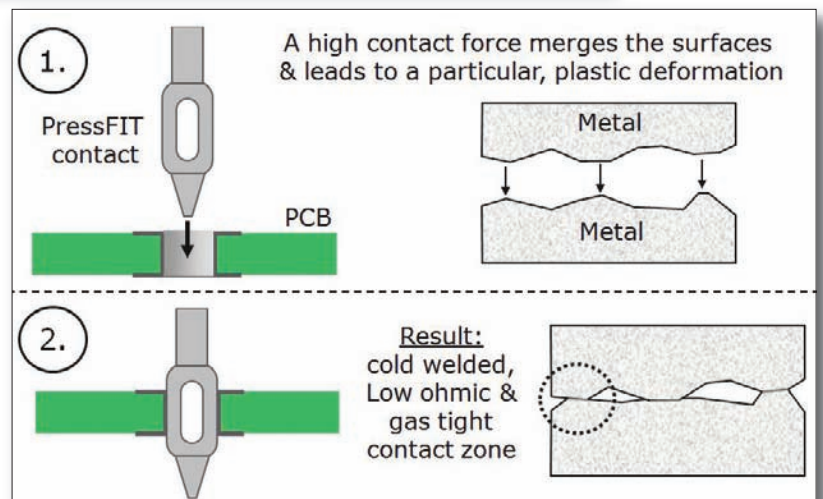 1.
A high contact force merges the surfaces
& leads to a particular, plastic deformation
PressFIT
contact
PCB
Metal
Metal
2.
Result:
cold welded,
Low ohmic &
gas tight
contact zone